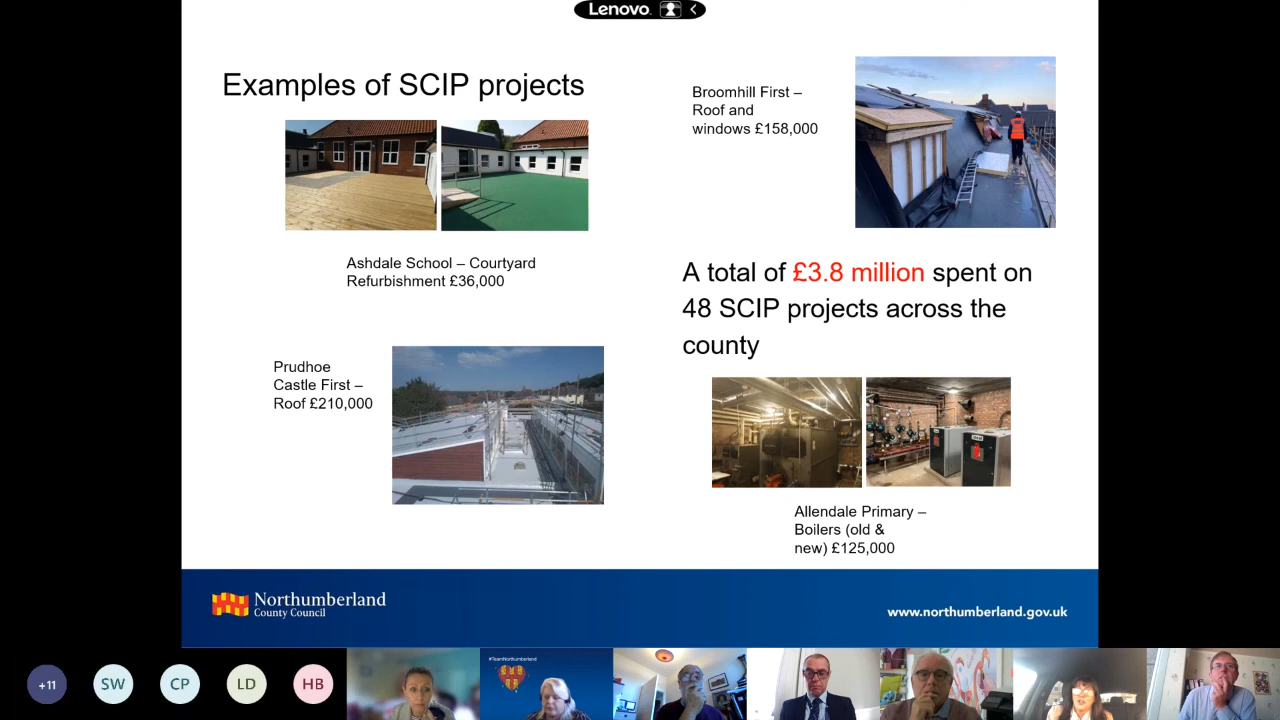 Lenovo
Examples of SCIP projects
Broomhill First –
Roof and
windows £158,000
Ashdale School – Courtyard
Refurbishment £36,000
A total of £3.8 million spent on
48 SCIP projects across the
county
Prudhoe
Castle First –
Roof £210,000
Allendale Primary –
Boilers (old &
new) £125,000
Northumberland
County Council
www.northumberland.gov.uk
+11
SW
CP
LD
HB
#TeamNorthumberland